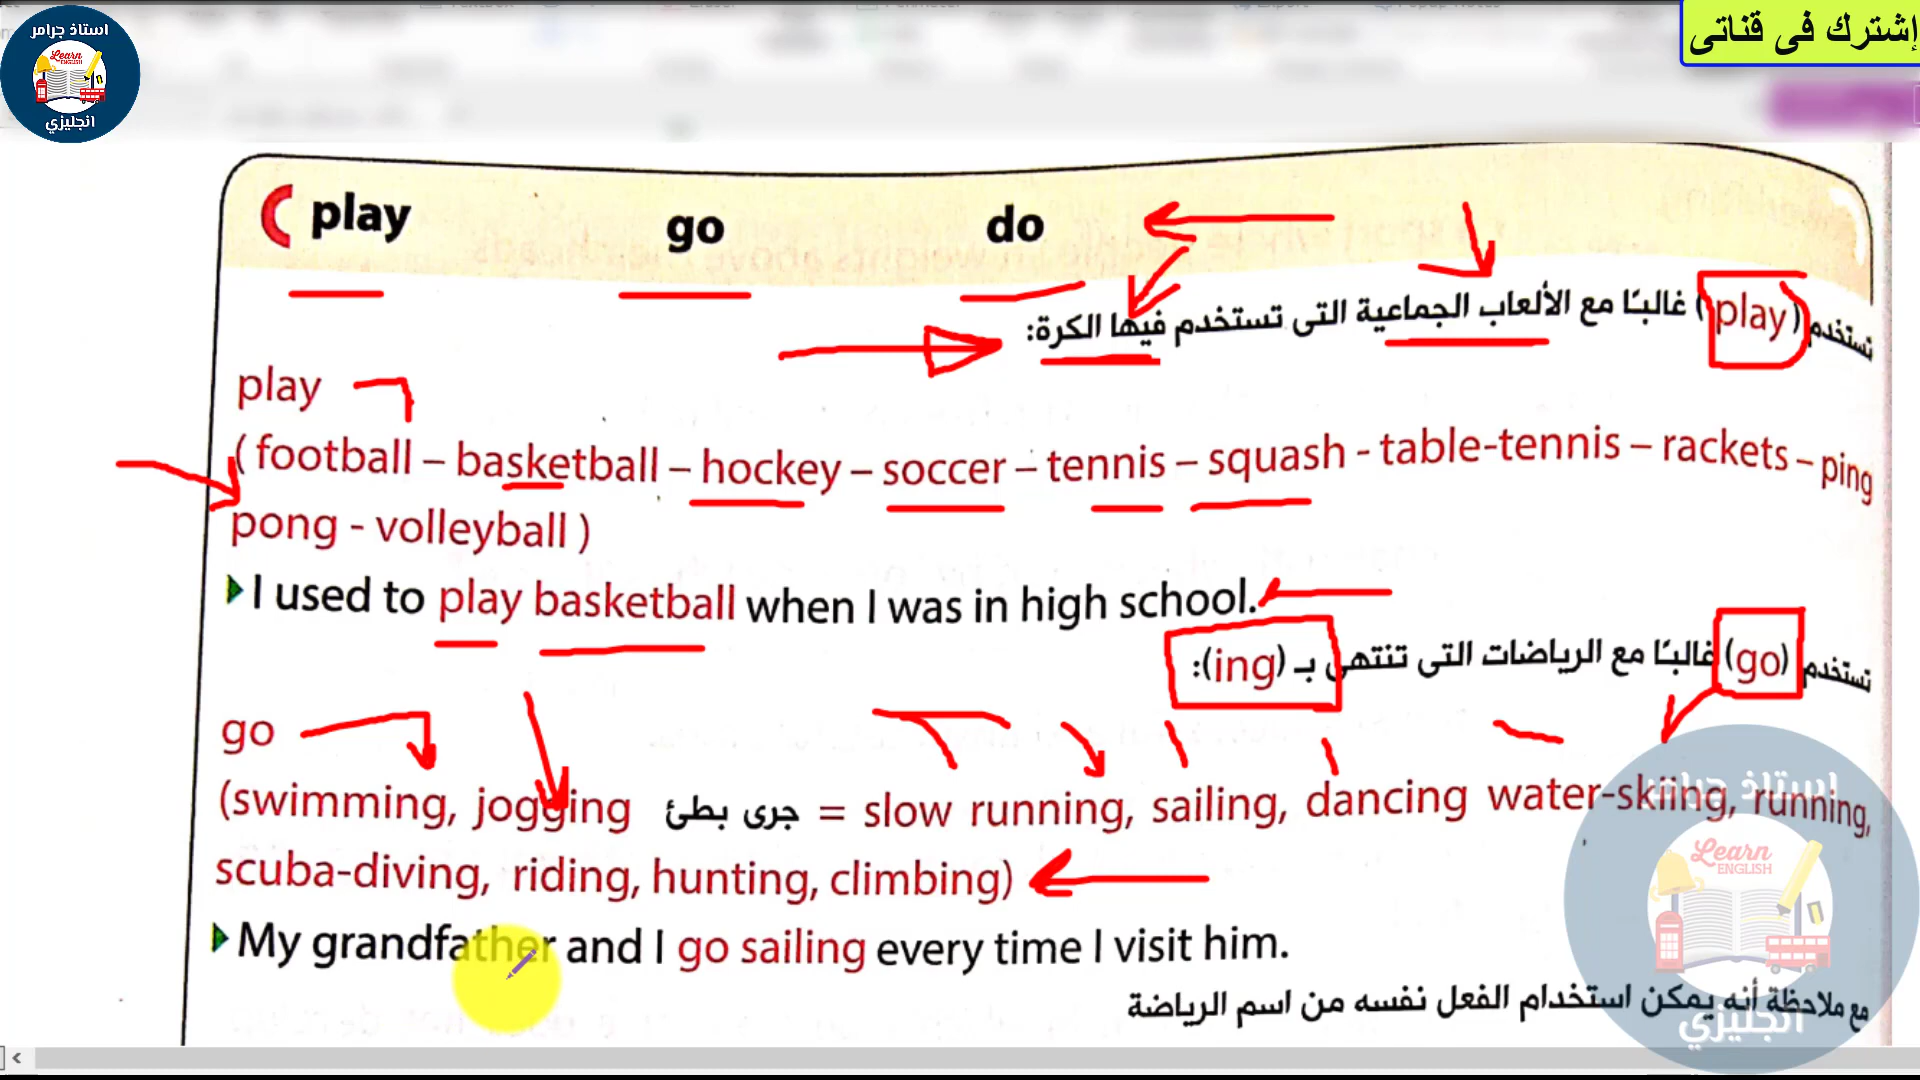 استاذ جرامر
Learn
ENGLISH
انجليزي
إشترك فى قناتى
play go do
تستخدم (play) غالبًا مع الألعاب الجماعية التى تستخدم فيها الكرة:
play
( football – basketball – hockey – soccer – tennis – squash - table-tennis – rackets – ping
pong - volleyball )
I used to play basketball when I was in high school.
تستخدم (go) غالبًا مع الرياضات التى تنتهى بـ (ing):
go
(swimming, jogging جرى بطئ = slow running, sailing, dancing water-skiing, running,
scuba-diving, riding, hunting, climbing)
My grandfather and I go sailing every time I visit him.
مع ملاحظة أنه يمكن استخدام الفعل نفسه من اسم الرياضة
استاذ جرامر
Learn
ENGLISH
انجليزي